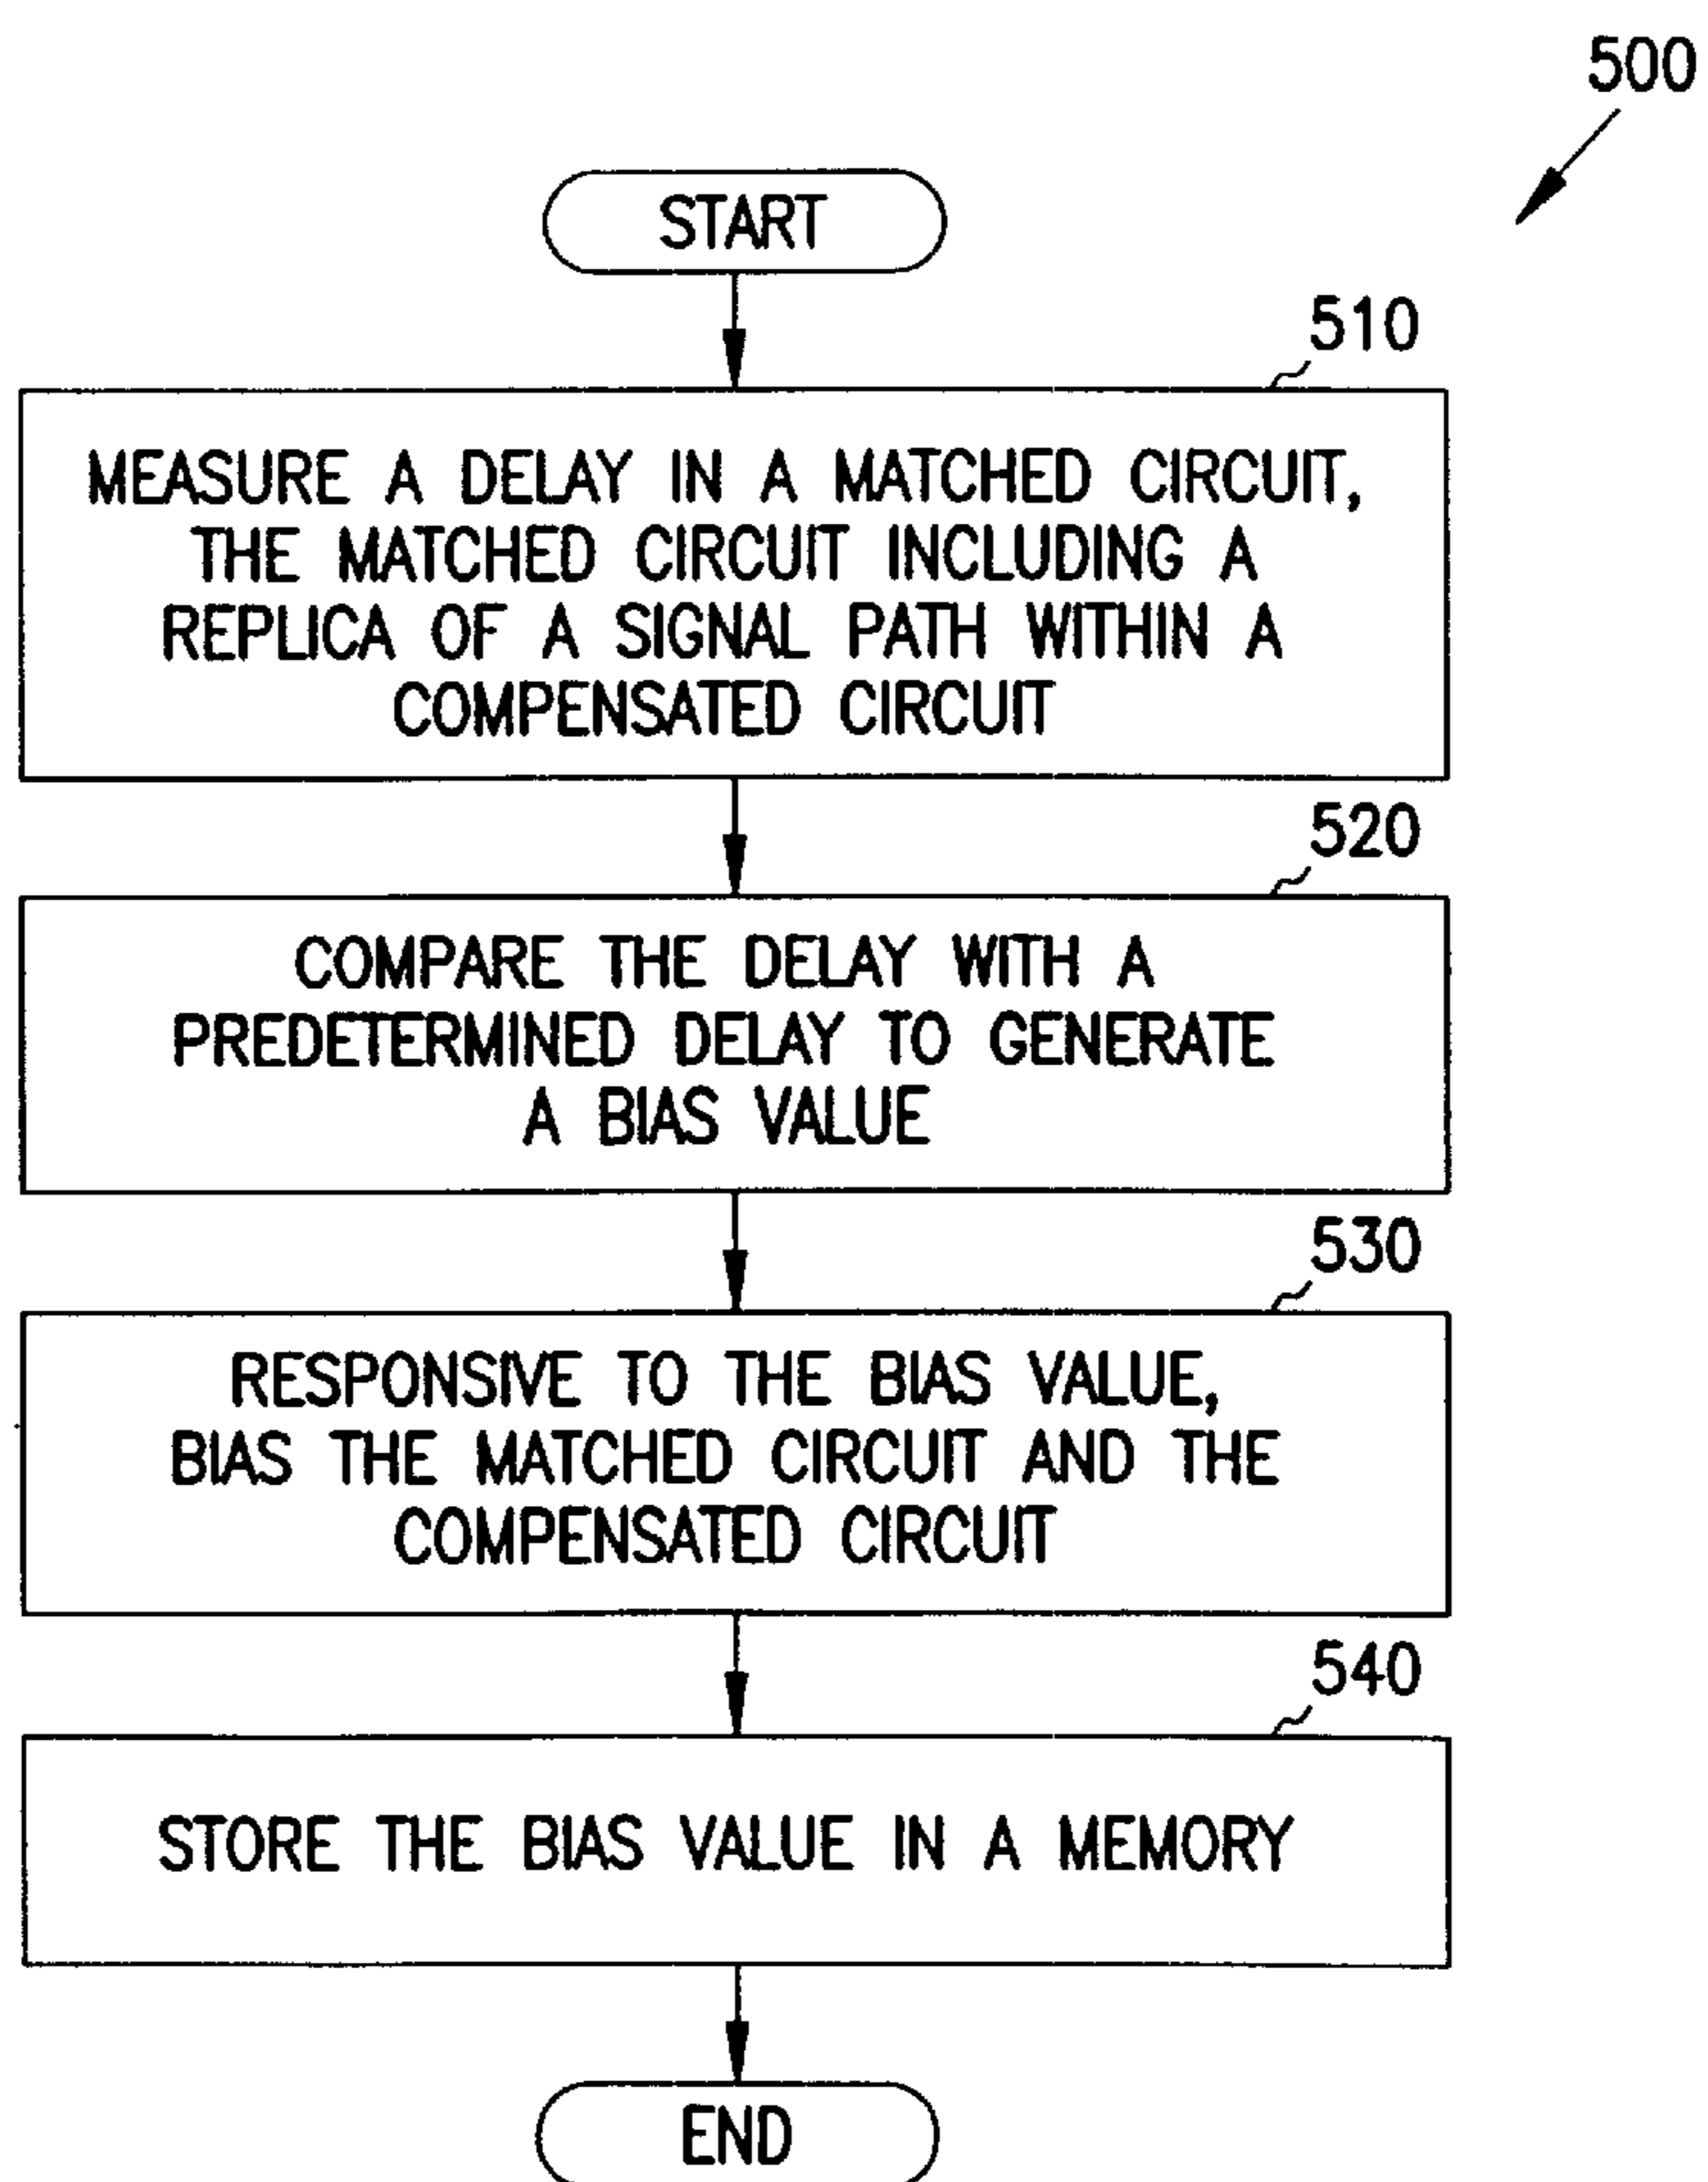 500
START
510
MEASURE A DELAY IN A MATCHED CIRCUIT,
THE MATCHED CIRCUIT INCLUDING A
REPLICA OF A SIGNAL PATH WITHIN A
COMPENSATED CIRCUIT
520
COMPARE THE DELAY WITH A
PREDETERMINED DELAY TO GENERATE
A BIAS VALUE
530
RESPONSIVE TO THE BIAS VALUE,
BIAS THE MATCHED CIRCUIT AND THE
COMPENSATED CIRCUIT
540
STORE THE BIAS VALUE IN A MEMORY
END